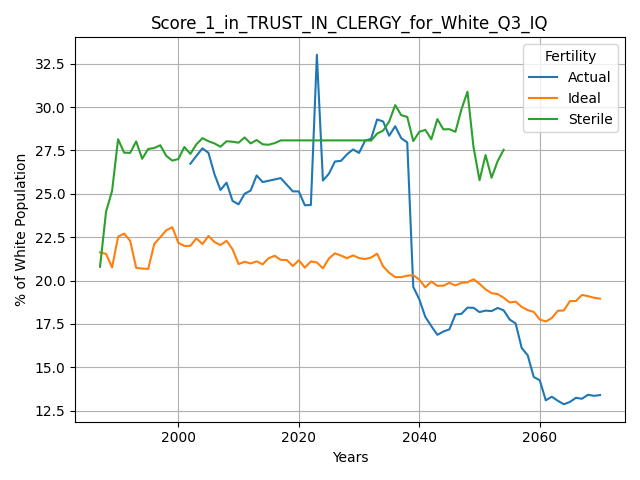 Score_1_in_TRUST_IN_CLERGY_for_White_Q3_IQ
Fertility
Actual
Ideal
Sterile
% of White Population
32.5
30.0
27.5
25.0
22.5
20.0
17.5
15.0
12.5
2000
2020
2040
2060
Years